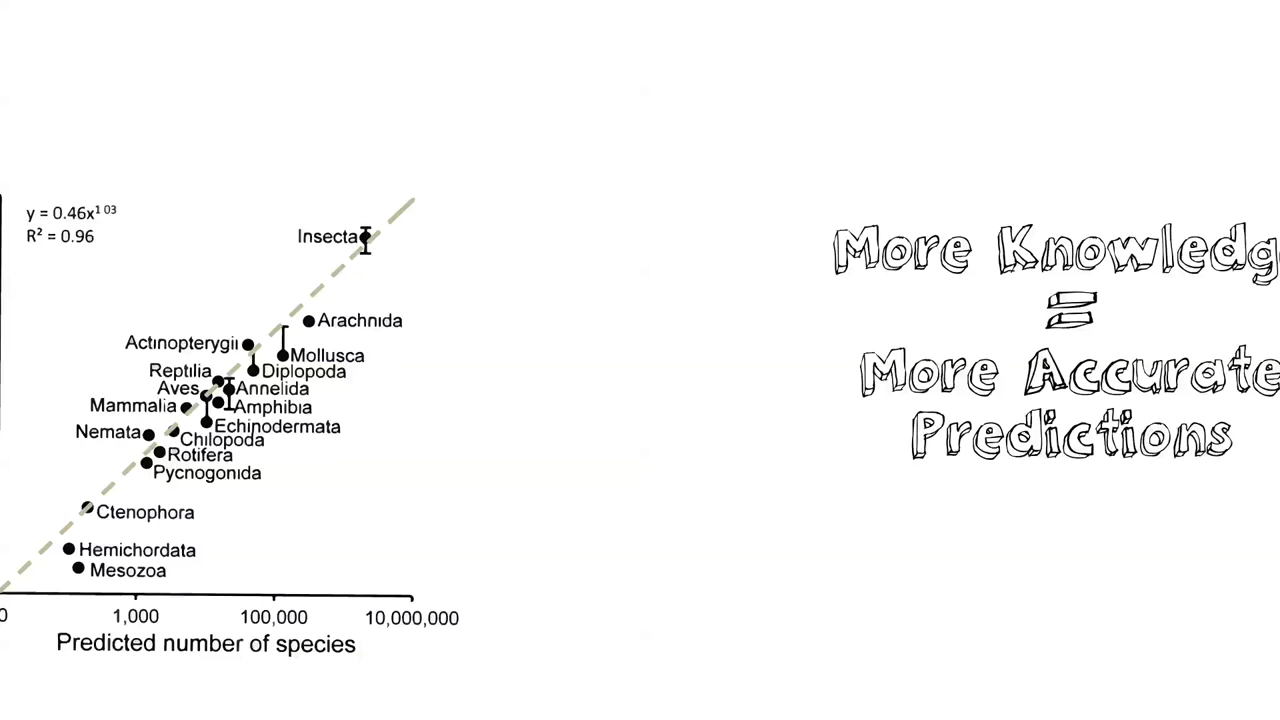 y = 0.46x^1.03
R² = 0.96
Insecta
Arachnida
Actinopterygii
Mollusca
Reptilia
Diplopoda
Aves
Annelida
Mammalia
Amphibia
Echinodermata
Nemata
Chilopoda
Rotifera
Pycnogonida
Ctenophora
Hemichordata
Mesozoa
0
1,000
100,000
10,000,000
Predicted number of species
More Knowledg
=
More Accurate
Predictions